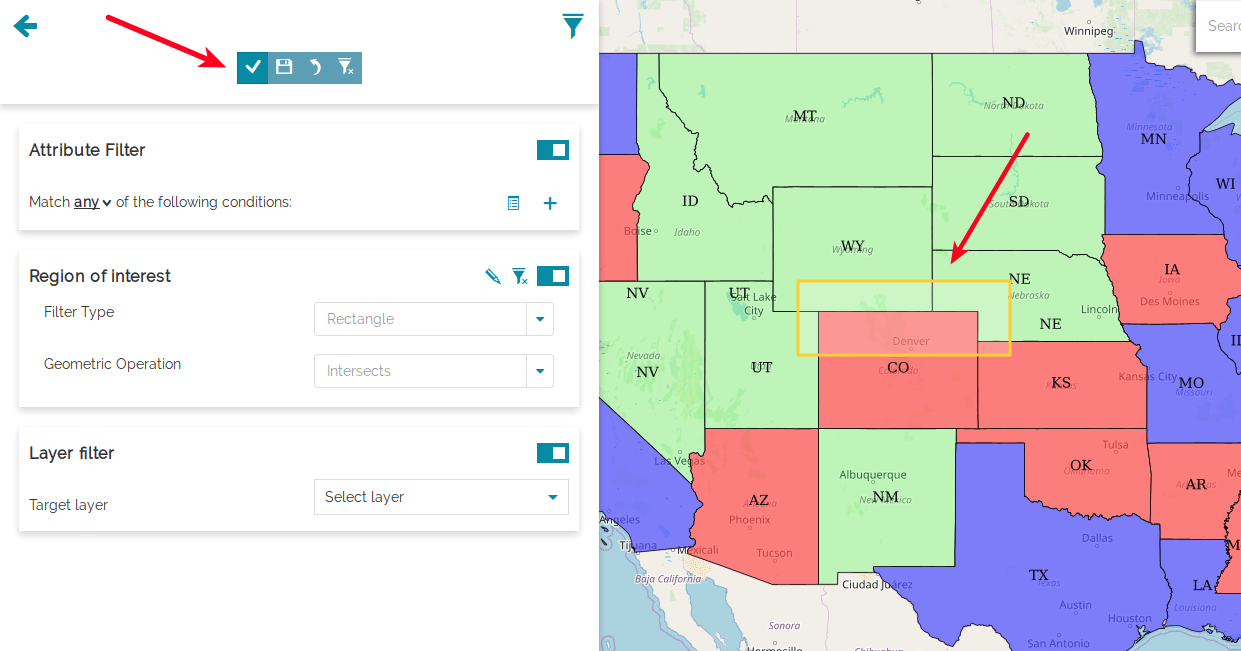 Attribute Filter
Match any of the following conditions:
Region of interest
Filter Type
Rectangle
Geometric Operation
Intersects
Layer filter
Target layer
Select layer
Winnipeg
Sear
MT
Montana
ND
North Dakota
MN
Minnesota
WI
Minneapolis
ID
Idaho
Boise
SD
South Dakota
WY
Wyoming
NE
Nebraska
IA
Iowa
Des Moines
NV
UT
Salt Lake
City
Lincoln
NE
Denver
CO
Colorado
Nevada
NV
UT
KS
Kansas
Kansas City
MO
Missouri
Las Vegas
Albuquerque
NM
New Mexico
Tulsa
OK
Oklahoma
AR
AZ
Arizona
Phoenix
Tucson
Angeles
Tijuana
Mexicali
Baja California
Ciudad Juárez
Dallas
TX
Texas
Austin
Houston
San Antonio
LA
Louisiana
Sonora
Hermosillo
Chihuahua